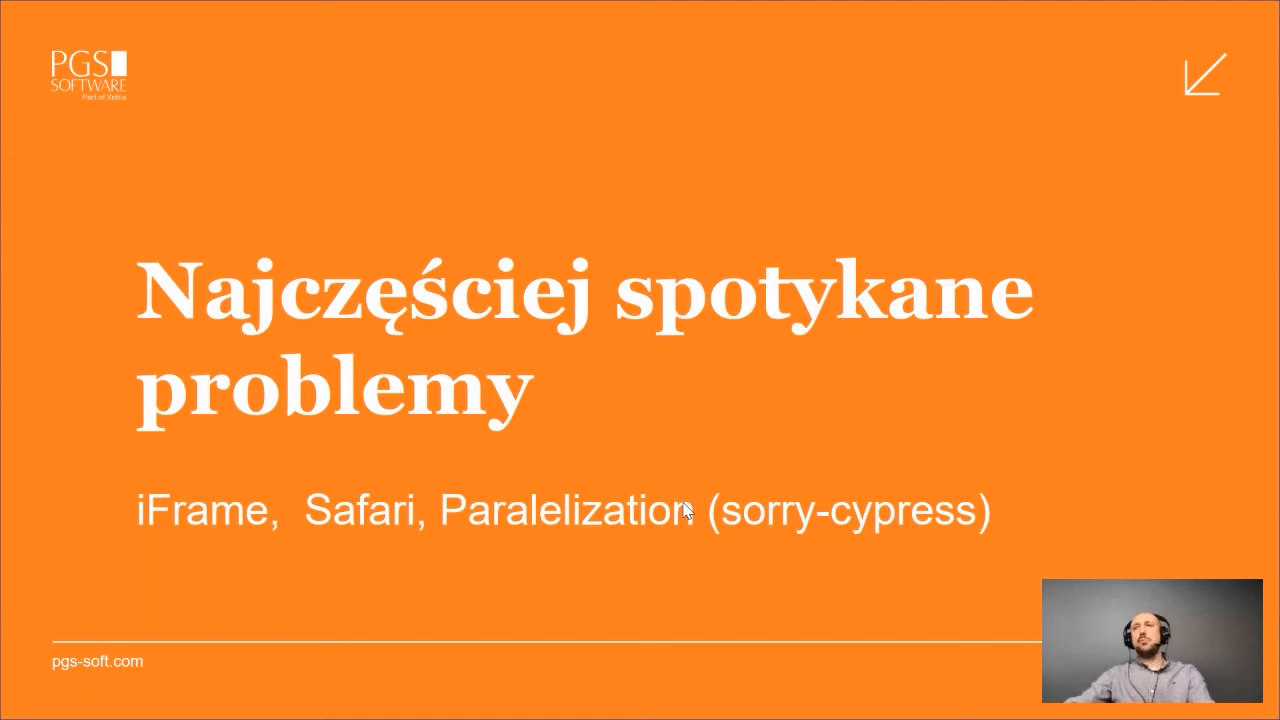 PGS
SOFTWARE
Part of Xebia
Najczęściej spotykane
problemy
iFrame, Safari, Paralelization (sorry-cypress)
pgs-soft.com